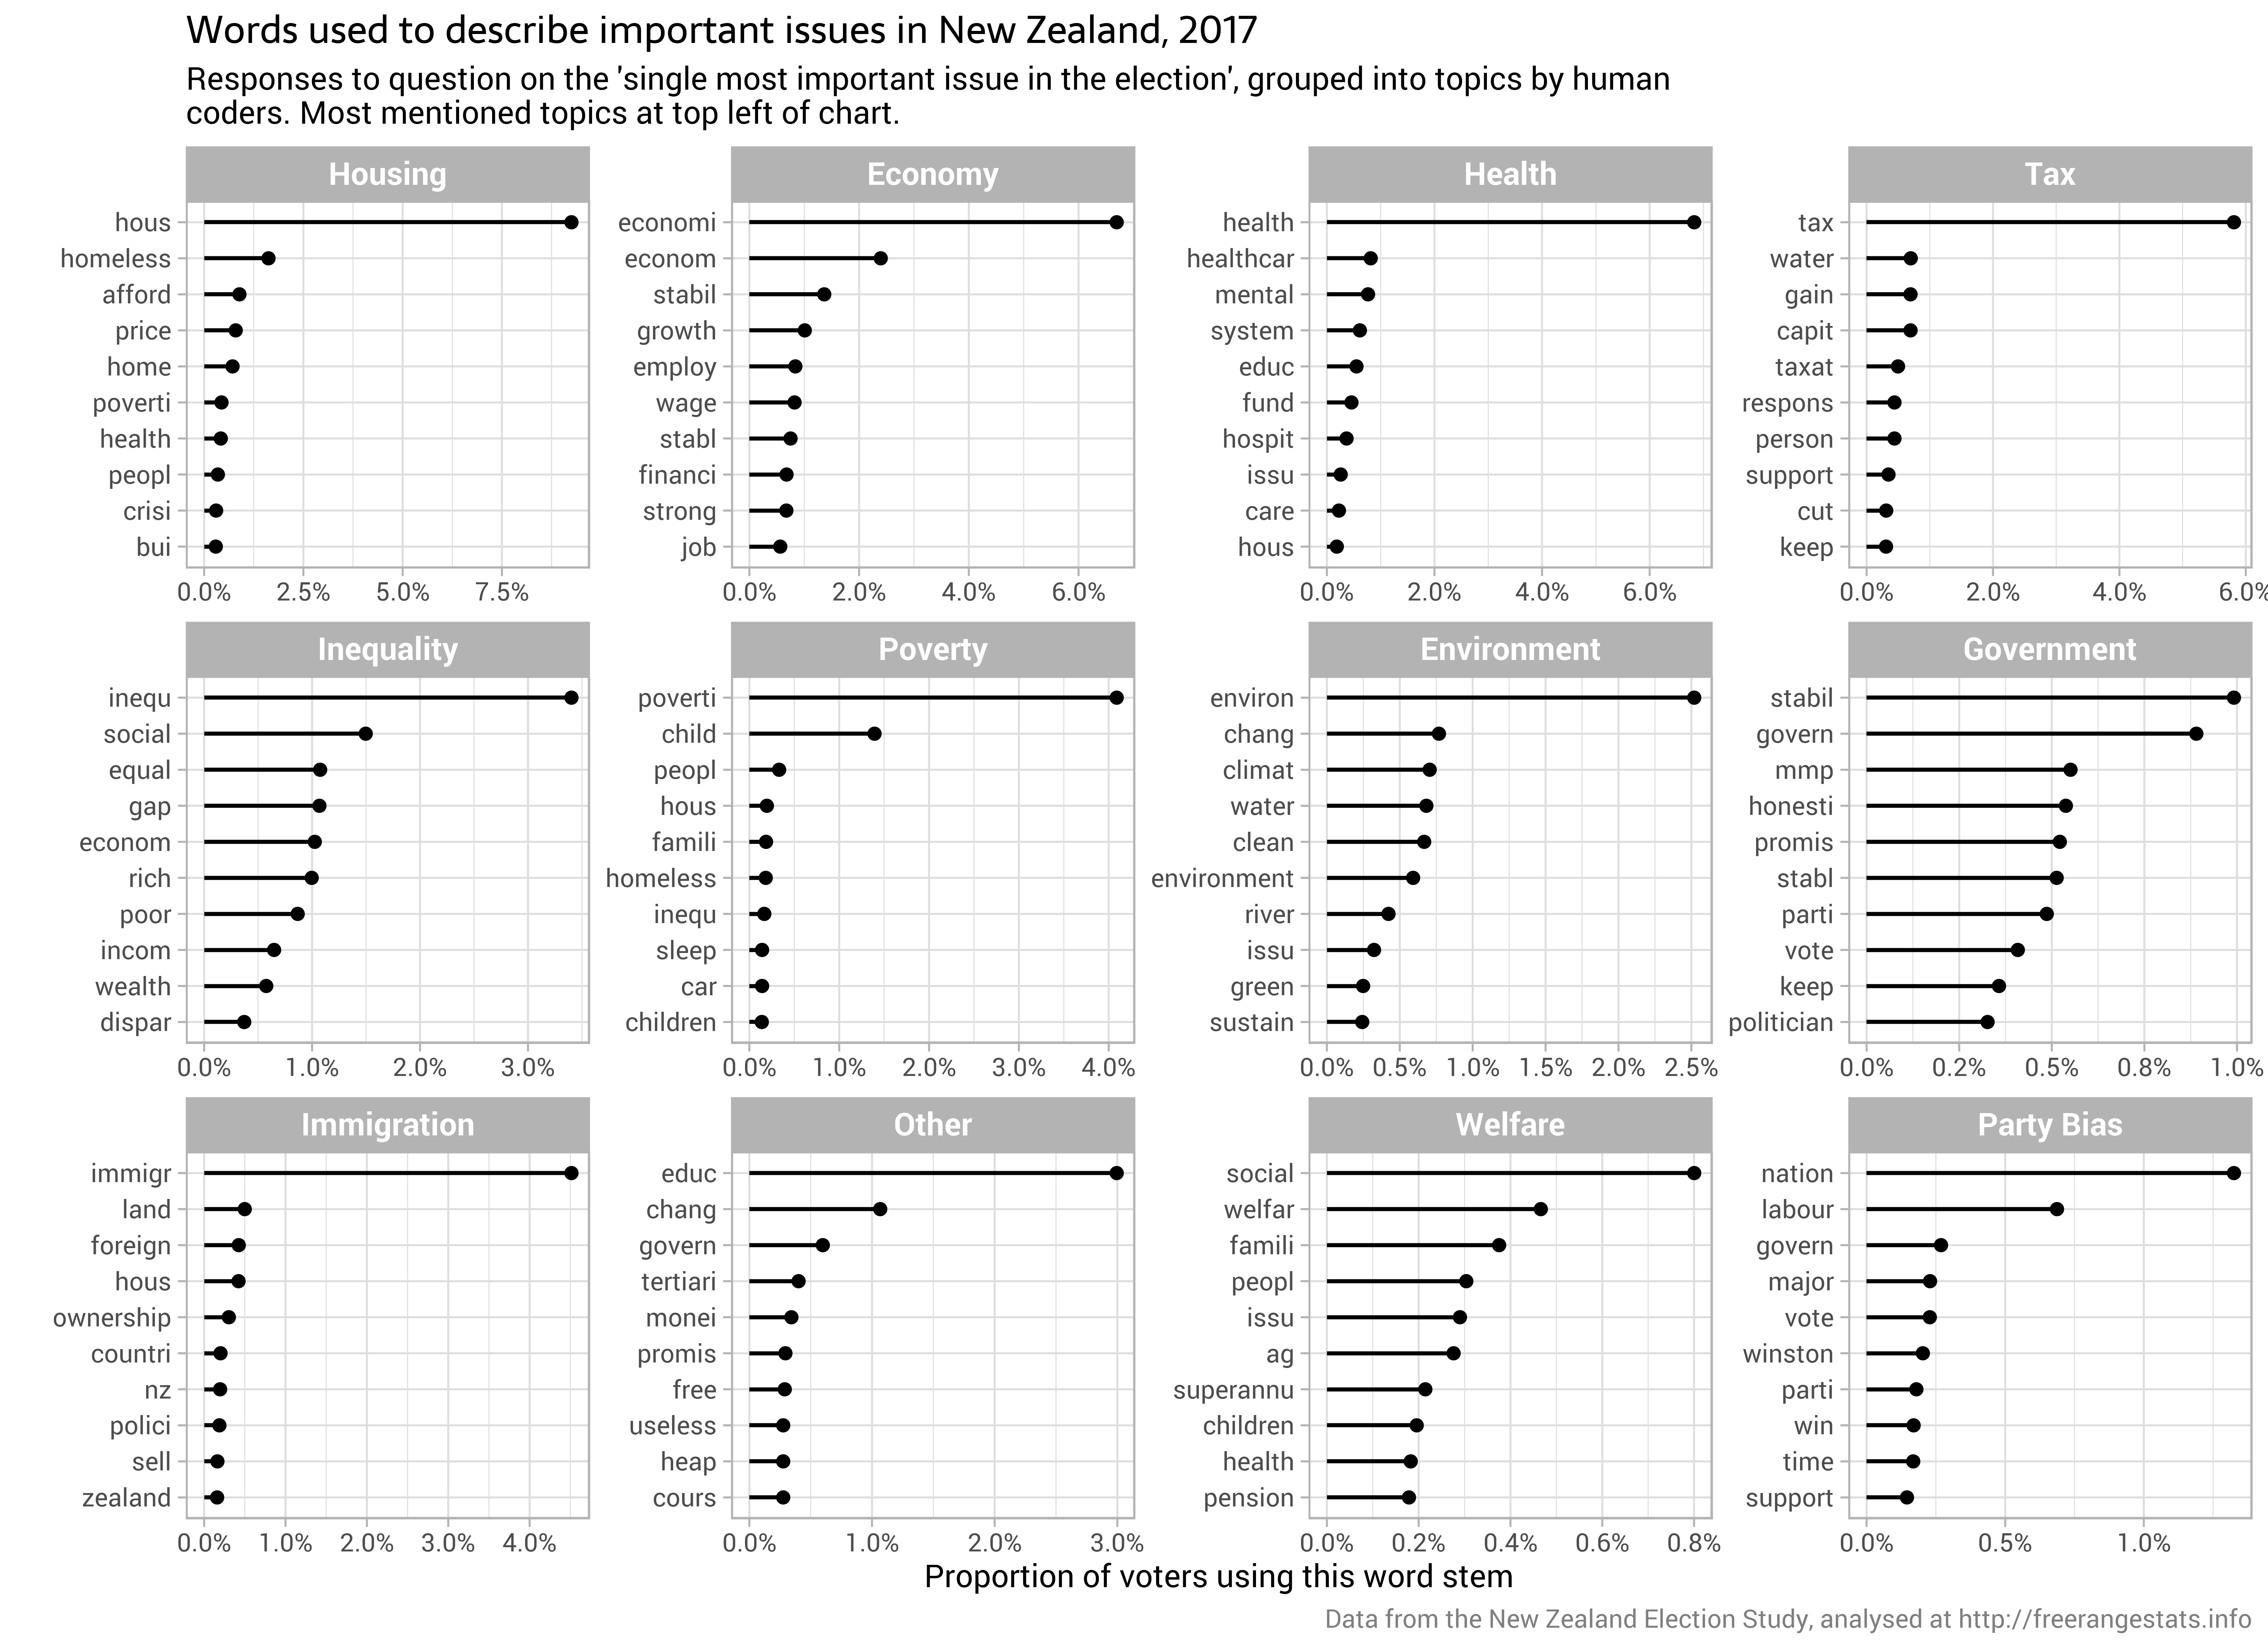 Words used to describe important issues in New Zealand, 2017
Responses to question on the 'single most important issue in the election', grouped into topics by human
coders. Most mentioned topics at top left of chart.
Housing
hous
homeless
afford
price
home
poverti
health
peopl
crisi
bui
0.0% 2.5% 5.0% 7.5%
Economy
economi
econom
stabil
growth
employ
wage
stabl
financi
strong
job
0.0% 2.0% 4.0% 6.0%
Health
health
healthcar
mental
system
educ
fund
hospit
issu
care
hous
0.0% 2.0% 4.0% 6.0%
Tax
tax
water
gain
capit
taxat
respons
person
support
cut
keep
0.0% 2.0% 4.0% 6.0%
Inequality
inequ
social
equal
gap
econom
rich
poor
incom
wealth
dispar
0.0% 1.0% 2.0% 3.0%
Poverty
poverti
child
peopl
hous
famili
homeless
inequ
sleep
car
children
0.0% 1.0% 2.0% 3.0% 4.0%
Environment
environ
chang
climat
water
clean
environment
river
issu
green
sustain
0.0% 0.5% 1.0% 1.5% 2.0% 2.5%
Government
stabil
govern
mmp
honesti
promis
stabl
parti
vote
keep
politician
0.0% 0.2% 0.5% 0.8% 1.0%
Immigration
immigr
land
foreign
hous
ownership
countri
nz
polici
sell
zealand
0.0% 1.0% 2.0% 3.0% 4.0%
Other
educ
chang
govern
tertiari
monei
promis
free
useless
heap
cours
0.0% 1.0% 2.0% 3.0%
Welfare
social
welfar
famili
peopl
issu
ag
superannu
children
health
pension
0.0% 0.2% 0.4% 0.6% 0.8%
Party Bias
nation
labour
govern
major
vote
winston
parti
win
time
support
0.0% 0.5% 1.0%
Proportion of voters using this word stem
Data from the New Zealand Election Study, analysed at http://freerangestats.info